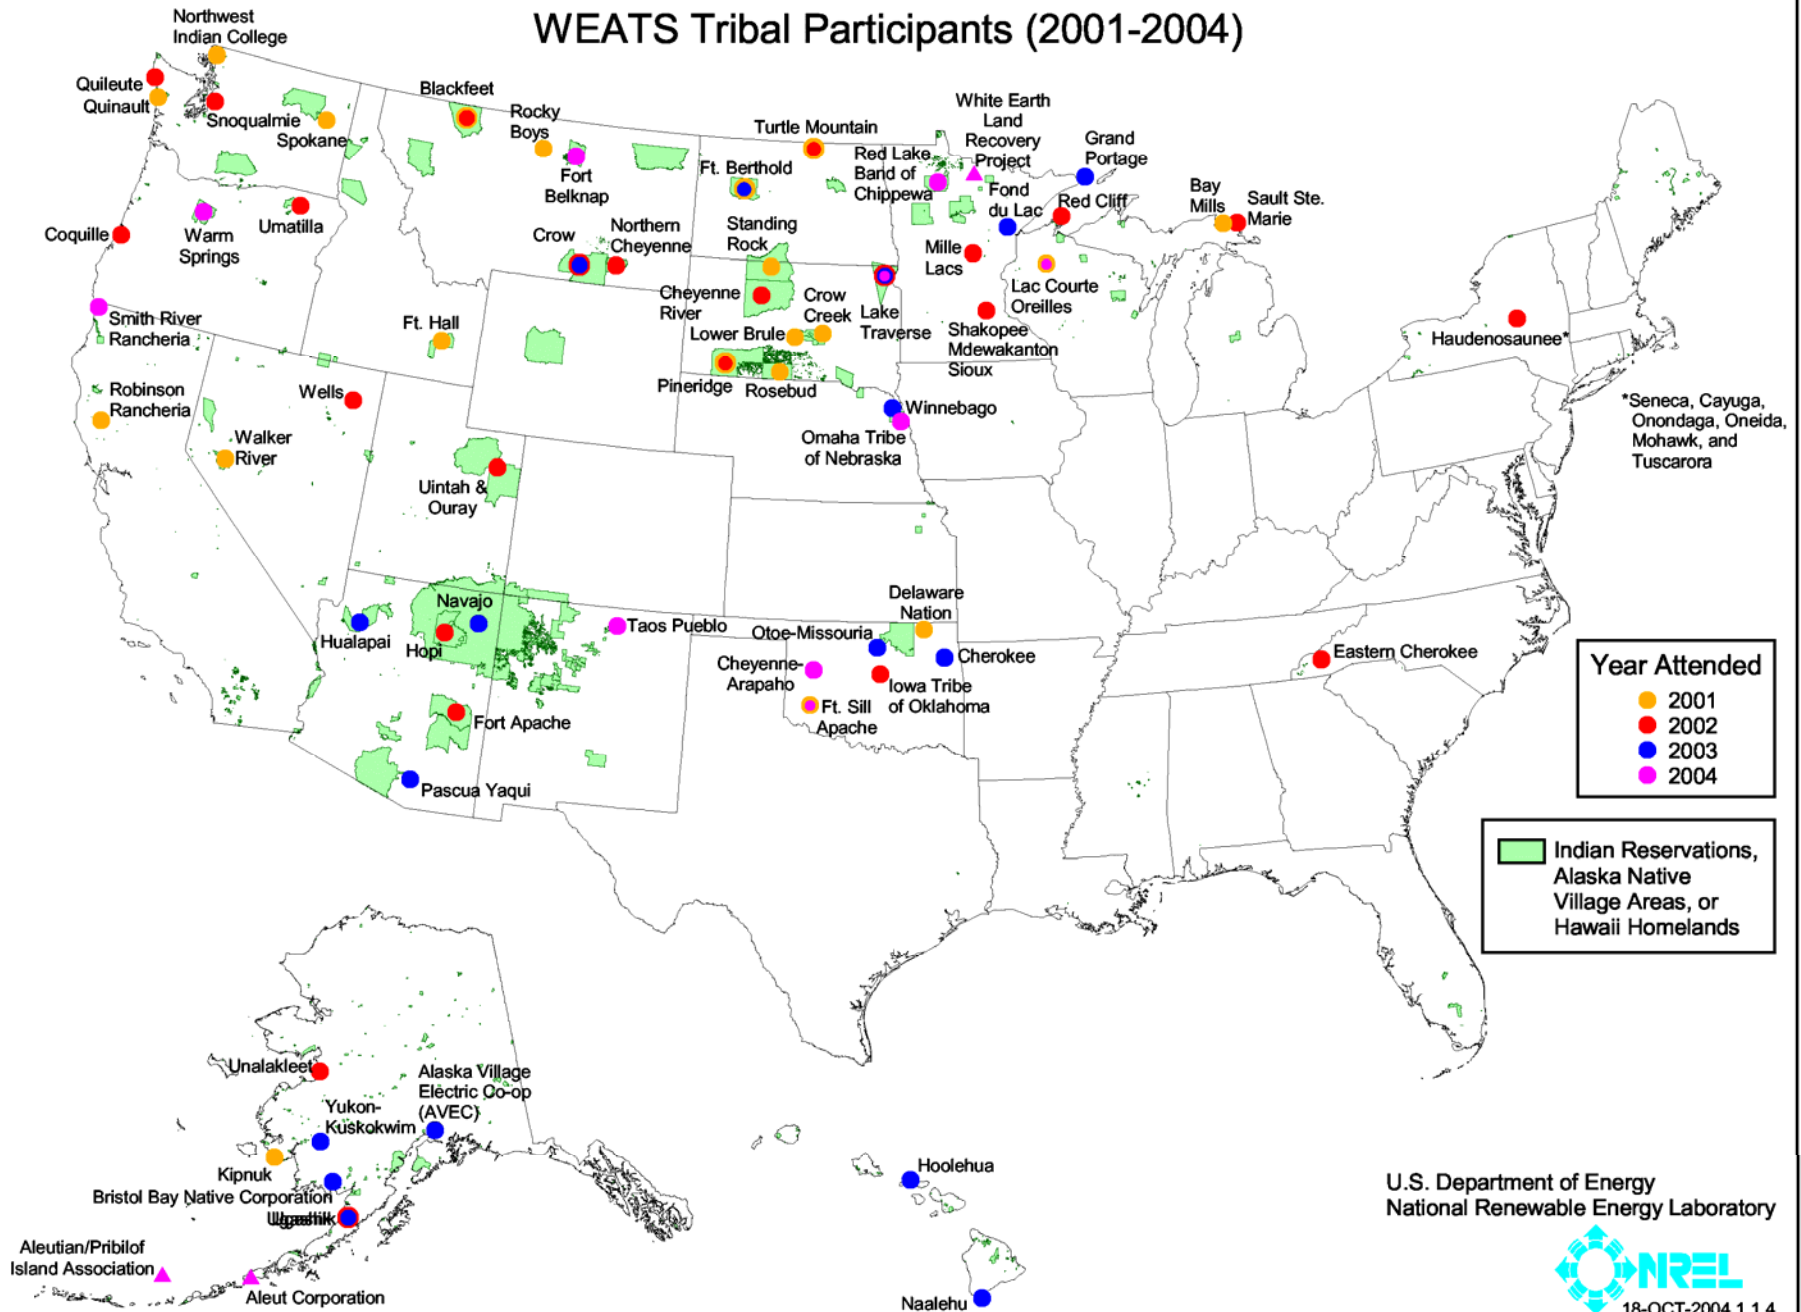 WEATS Tribal Participants (2001-2004)
Northwest
Indian College
Quileute
Quinault
Snoqualmie
Spokane
Blackfeet
Rocky
Boys
Fort
Belknap
Turtle Mountain
Ft. Berthold
Red Lake
Band of
Chippewa
White Earth
Land
Recovery
Project
Grand
Portage
Fond
du Lac
Red Cliff
Bay
Mills
Sault Ste.
Marie
Coquille
Warm
Springs
Umatilla
Crow
Northern
Cheyenne
Standing
Rock
Mille
Lacs
Lac Courte
Oreilles
Smith River
Rancheria
Ft. Hall
Cheyenne
River
Crow
Creek
Lower Brule
Lake
Traverse
Shakopee
Mdewakanton
Sioux
Haudenosaunee*
Pineridge
Rosebud
Robinson
Rancheria
Wells
Winnebago
Omaha Tribe
of Nebraska
*Seneca, Cayuga,
Onondaga, Oneida,
Mohawk, and
Tuscarora
Walker
River
Uintah &
Ouray
Navajo
Hualapai
Hopi
Taos Pueblo
Delaware
Nation
Otoe-Missouria
Cherokee
Cheyenne-
Arapaho
Iowa Tribe
of Oklahoma
Ft. Sill
Apache
Eastern Cherokee
Fort Apache
Pascua Yaqui
Year Attended
2001
2002
2003
2004
Indian Reservations,
Alaska Native
Village Areas, or
Hawaii Homelands
Unalakleet
Alaska Village
Electric Co-op
(AVEC)
Yukon-
Kuskokwim
Kipnuk
Bristol Bay Native Corporation
Aleutian/Pribilof
Island Association
Aleut Corporation
Hoolehua
Naalehu
U.S. Department of Energy
National Renewable Energy Laboratory
NREL
18-OCT-2004 1.1.4